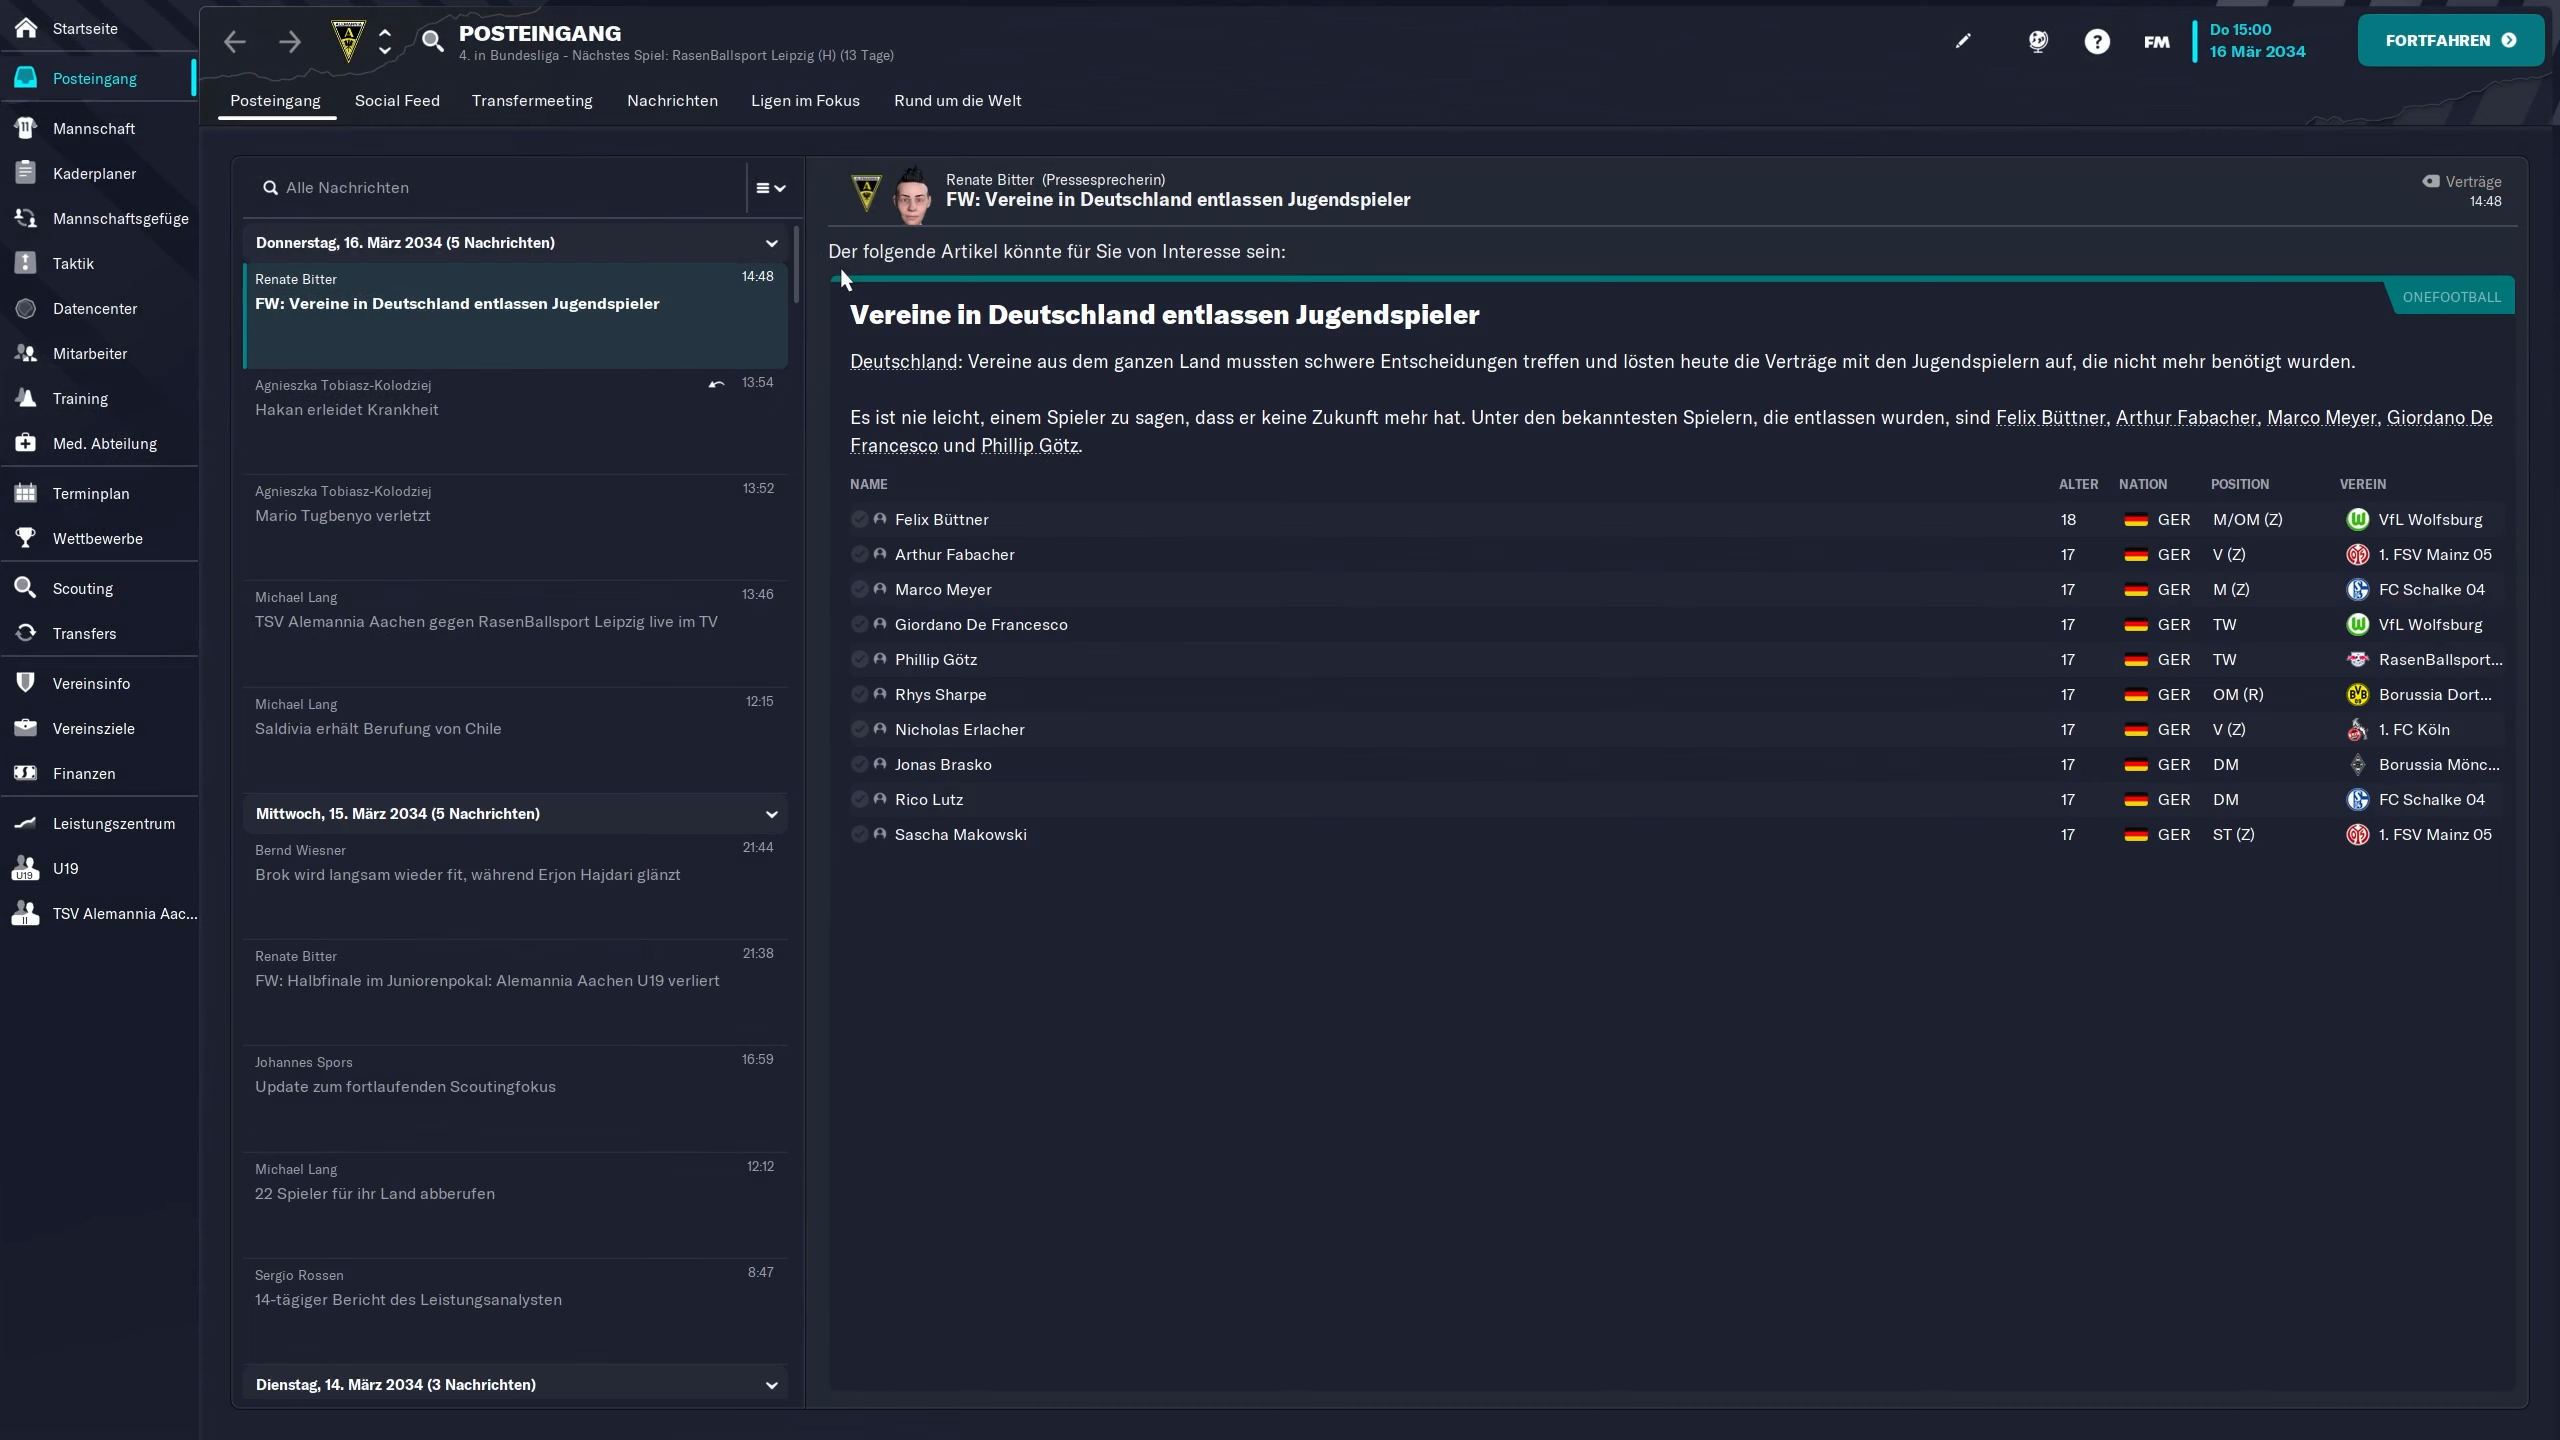 Startseite
Posteingang
Mannschaft
Kaderplaner
Mannschaftsgefüge
Taktik
Datencenter
Mitarbeiter
Training
Med. Abteilung
Terminplan
Wettbewerbe
Scouting
Transfers
Vereinsinfo
Vereinsziele
Finanzen
Leistungszentrum
U19
TSV Alemannia Aac...
POSTEINGANG
4. in Bundesliga - Nächstes Spiel: RasenBallsport Leipzig (H) (13 Tage)
FM
Do 15:00
16 Mär 2034
FORTFAHREN
Posteingang Social Feed Transfermeeting Nachrichten Ligen im Fokus Rund um die Welt
Alle Nachrichten
Donnerstag, 16. März 2034 (5 Nachrichten)
Renate Bitter 14:48
FW: Vereine in Deutschland entlassen Jugendspieler
Agnieszka Tobiasz-Kolodziej 13:54
Hakan erleidet Krankheit
Agnieszka Tobiasz-Kolodziej 13:52
Mario Tugbenyo verletzt
Michael Lang 13:46
TSV Alemannia Aachen gegen RasenBallsport Leipzig live im TV
Michael Lang 12:15
Saldivia erhält Berufung von Chile
Mittwoch, 15. März 2034 (5 Nachrichten)
Bernd Wiesner 21:44
Brok wird langsam wieder fit, während Erjon Hajdari glänzt
Renate Bitter 21:38
FW: Halbfinale im Juniorenpokal: Alemannia Aachen U19 verliert
Johannes Spors 16:59
Update zum fortlaufenden Scoutingfokus
Michael Lang 12:12
22 Spieler für ihr Land abberufen
Sergio Rossen 8:47
14-tägiger Bericht des Leistungsanalysten
Dienstag, 14. März 2034 (3 Nachrichten)
Renate Bitter (Pressesprecherin)
FW: Vereine in Deutschland entlassen Jugendspieler
Verträge
14:48
Der folgende Artikel könnte für Sie von Interesse sein:
ONEFOOTBALL
Vereine in Deutschland entlassen Jugendspieler
Deutschland: Vereine aus dem ganzen Land mussten schwere Entscheidungen treffen und lösten heute die Verträge mit den Jugendspielern auf, die nicht mehr benötigt wurden.
Es ist nie leicht, einem Spieler zu sagen, dass er keine Zukunft mehr hat. Unter den bekanntesten Spielern, die entlassen wurden, sind Felix Büttner, Arthur Fabacher, Marco Meyer, Giordano De
Francesco und Phillip Götz.
NAME ALTER NATION POSITION VEREIN
Felix Büttner 18 GER M/OM (Z) VfL Wolfsburg
Arthur Fabacher 17 GER V (Z) 1. FSV Mainz 05
Marco Meyer 17 GER M (Z) FC Schalke 04
Giordano De Francesco 17 GER TW VfL Wolfsburg
Phillip Götz 17 GER TW RasenBallsport...
Rhys Sharpe 17 GER OM (R) Borussia Dort...
Nicholas Erlacher 17 GER V (Z) 1. FC Köln
Jonas Brasko 17 GER DM Borussia Mönc...
Rico Lutz 17 GER DM FC Schalke 04
Sascha Makowski 17 GER ST (Z) 1. FSV Mainz 05